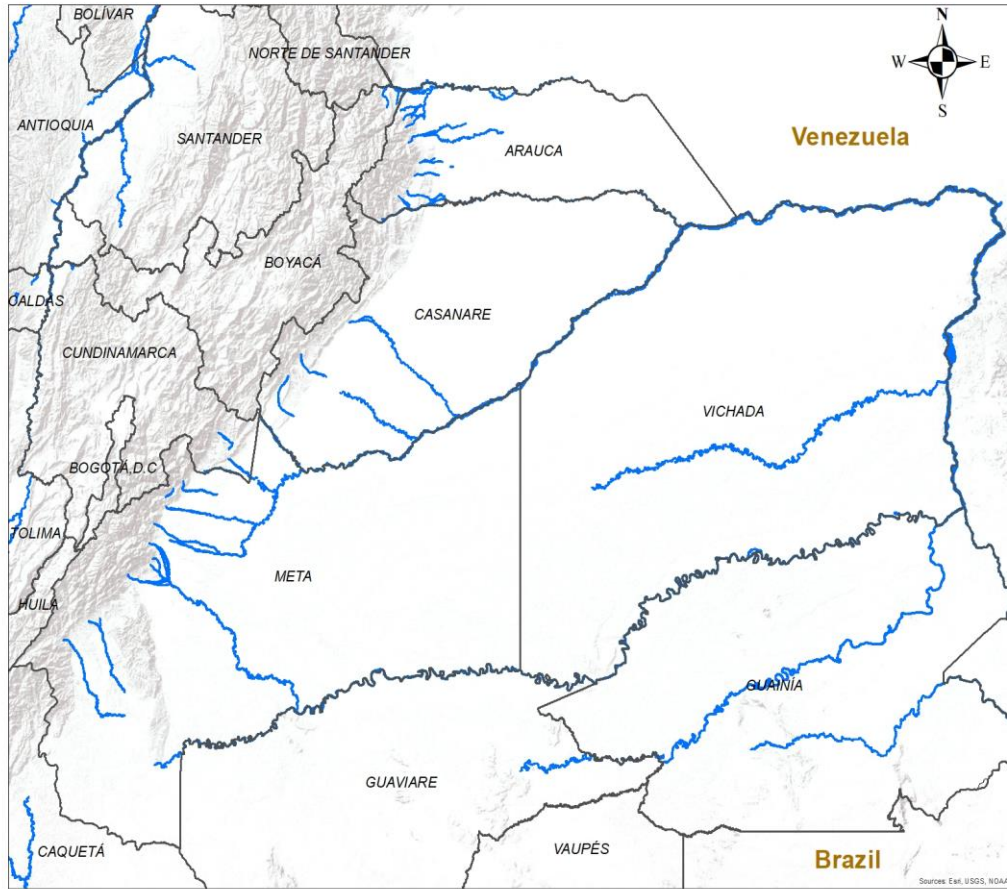 BOLÍVAR
N
NORTE DE SANTANDER
W
E
S
ANTIOQUIA
SANTANDER
ARAUCA
Venezuela
BOYACÁ
CALDAS
CASANARE
CUNDINAMARCA
VICHADA
BOGOTÁ, D.C
TOLIMA
META
HUILA
GUAINÍA
GUAVIARE
CAQUETÁ
VAUPÉS
Brazil
Sources: Esri, USGS, NOAA